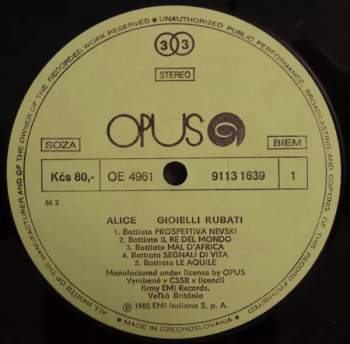 ALL RIGHTS OF THE MANUFACTURER AND OF THE OWNER OF THE RECORDED WORK RESERVED • UNAUTHORIZED PUBLIC PERFORMANCE, BROADCASTING AND COPYING OF THIS RECORD PROHIBITED
33
STEREO
OPUS
SOZA
BIEM
Kčs 80,-
OE 4961
9113 1639
1
56 2
ALICE GIOIELLI RUBATI
1. Battiato PROSPETTIVA NEVSKI
2. Battiato IL RE DEL MONDO
3. Battiato MAL D'AFRICA
4. Battiato SEGNALI DI VITA
5. Battiato LE AQUILE
Manufactured under license by OPUS
Vyrobené v ČSSR v licencii
firmy EMI Records,
Veľká Británia
℗ 1985 EMI Italiana S. p. A.
MADE IN CZECHOSLOVAKIA